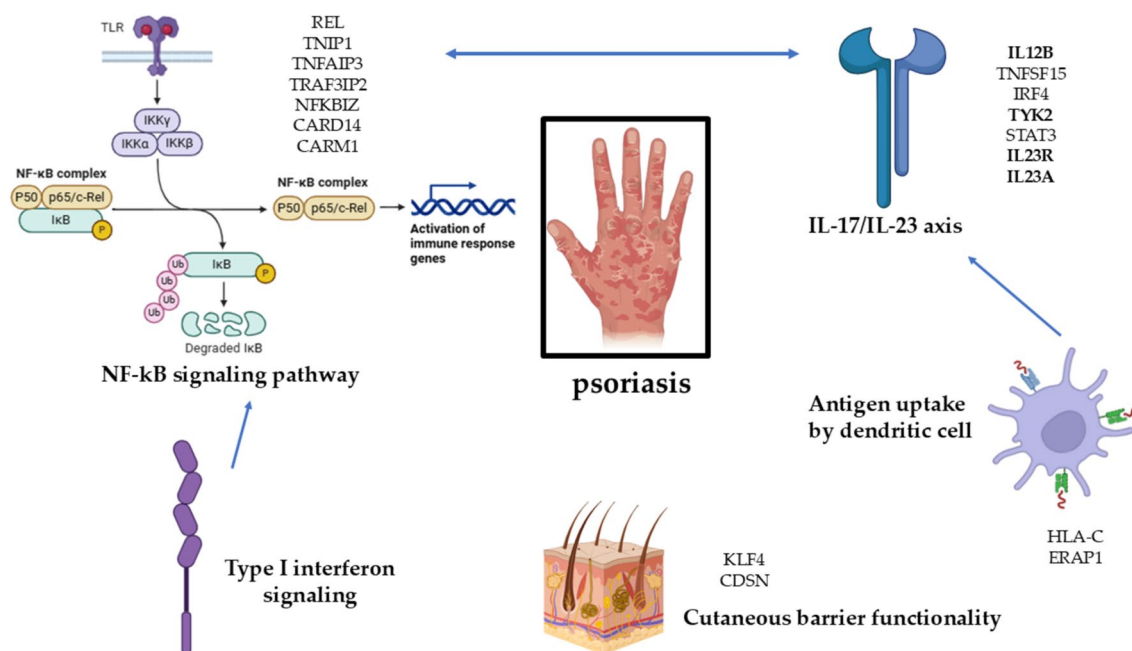 TLR
IKKγ
IKKα
IKKβ
NF-κB complex
P50
p65/c-Rel
IκB
P
NF-κB complex
P50
p65/c-Rel
Activation of
immune response
genes
Ub
Ub
Ub
Ub
IκB
P
Degraded IκB
NF-kB signaling pathway
REL
TNIP1
TNFAIP3
TRAF3IP2
NFKBIZ
CARD14
CARM1
IL12B
TNFSF15
IRF4
TYK2
STAT3
IL23R
IL23A
IL-17/IL-23 axis
psoriasis
Antigen uptake
by dendritic cell
HLA-C
ERAP1
Type I interferon
signaling
KLF4
CDSN
Cutaneous barrier functionality